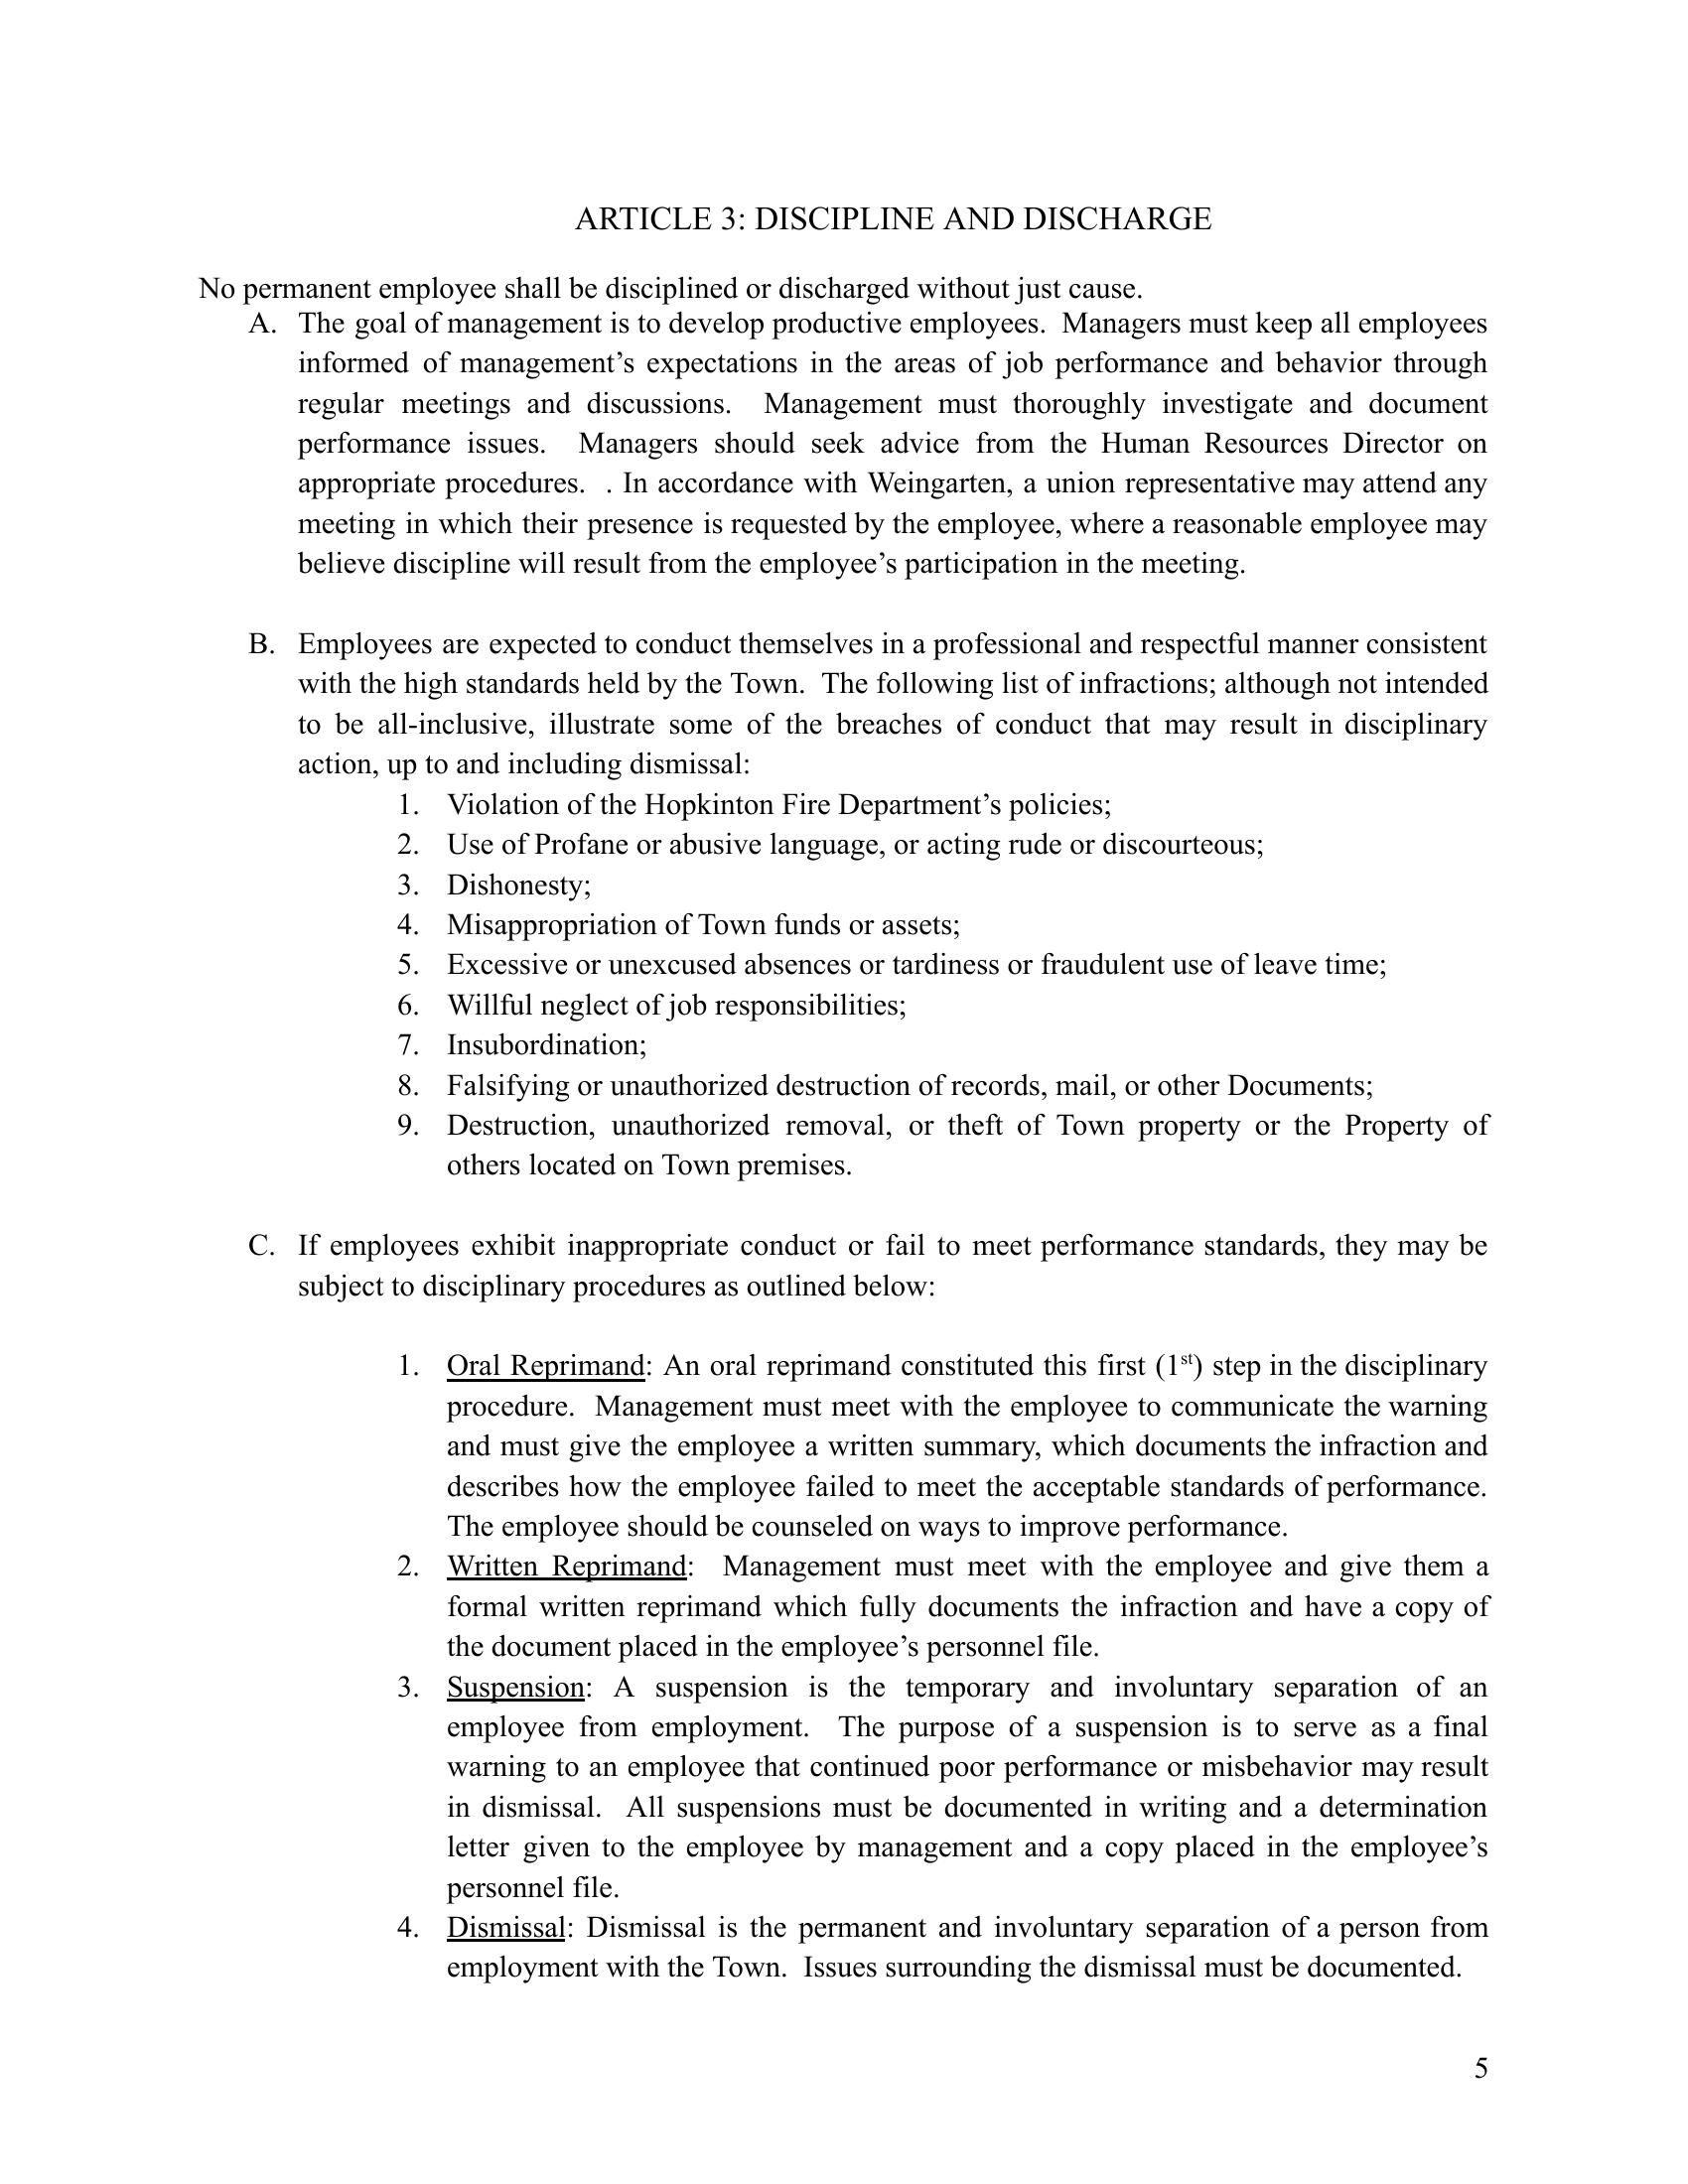 ARTICLE 3: DISCIPLINE AND DISCHARGE
No permanent employee shall be disciplined or discharged without just cause.
A. The goal of management is to develop productive employees. Managers must keep all employees
informed of management’s expectations in the areas of job performance and behavior through
regular meetings and discussions. Management must thoroughly investigate and document
performance issues. Managers should seek advice from the Human Resources Director on
appropriate procedures. . In accordance with Weingarten, a union representative may attend any
meeting in which their presence is requested by the employee, where a reasonable employee may
believe discipline will result from the employee’s participation in the meeting.
B. Employees are expected to conduct themselves in a professional and respectful manner consistent
with the high standards held by the Town. The following list of infractions; although not intended
to be all-inclusive, illustrate some of the breaches of conduct that may result in disciplinary
action, up to and including dismissal:
1. Violation of the Hopkinton Fire Department’s policies;
2. Use of Profane or abusive language, or acting rude or discourteous;
3. Dishonesty;
4. Misappropriation of Town funds or assets;
5. Excessive or unexcused absences or tardiness or fraudulent use of leave time;
6. Willful neglect of job responsibilities;
7. Insubordination;
8. Falsifying or unauthorized destruction of records, mail, or other Documents;
9. Destruction, unauthorized removal, or theft of Town property or the Property of
others located on Town premises.
C. If employees exhibit inappropriate conduct or fail to meet performance standards, they may be
subject to disciplinary procedures as outlined below:
1. Oral Reprimand: An oral reprimand constituted this first (1st) step in the disciplinary
procedure. Management must meet with the employee to communicate the warning
and must give the employee a written summary, which documents the infraction and
describes how the employee failed to meet the acceptable standards of performance.
The employee should be counseled on ways to improve performance.
2. Written Reprimand: Management must meet with the employee and give them a
formal written reprimand which fully documents the infraction and have a copy of
the document placed in the employee’s personnel file.
3. Suspension: A suspension is the temporary and involuntary separation of an
employee from employment. The purpose of a suspension is to serve as a final
warning to an employee that continued poor performance or misbehavior may result
in dismissal. All suspensions must be documented in writing and a determination
letter given to the employee by management and a copy placed in the employee’s
personnel file.
4. Dismissal: Dismissal is the permanent and involuntary separation of a person from
employment with the Town. Issues surrounding the dismissal must be documented.
5